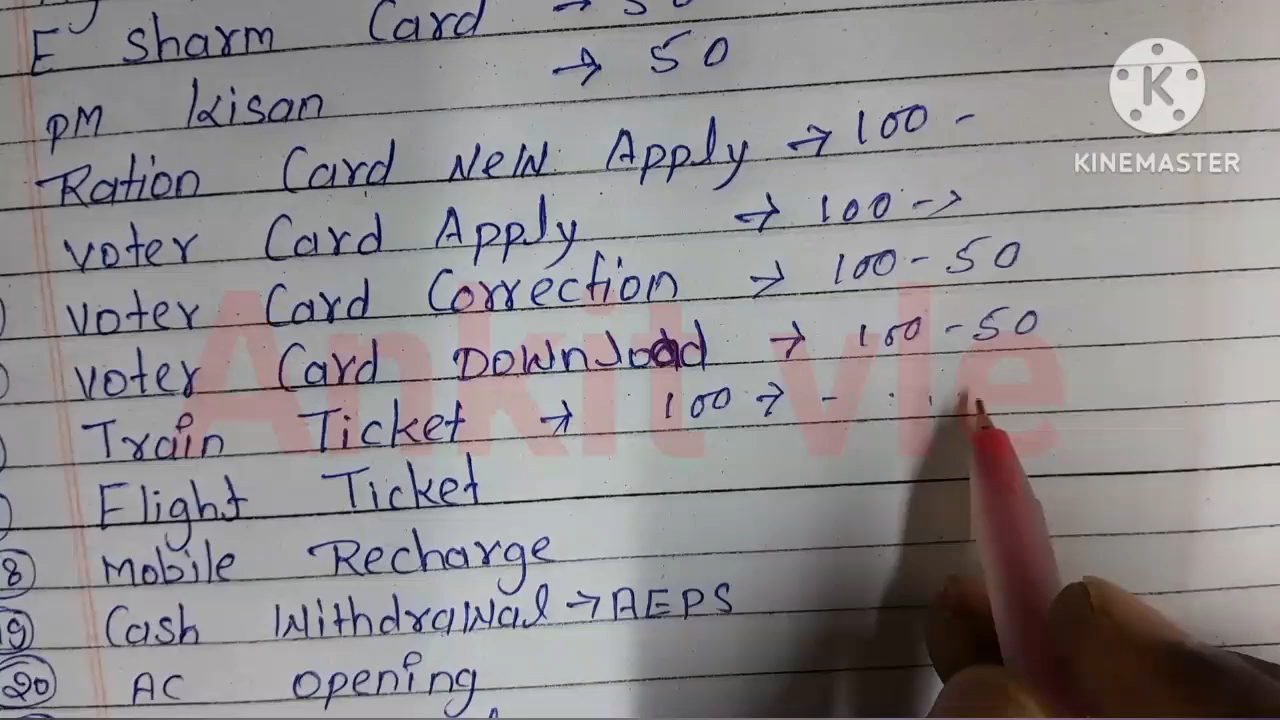 E Sharm Card → 50
PM Kisan → 50
Ration Card New Apply → 100 -
Voter Card Apply → 100 ->
Voter Card Correction → 100 - 50
Voter Card Download → 100 - 50
Train Ticket → 100 → -
Flight Ticket
(8) Mobile Recharge
(19) Cash Withdrawal → AEPS
(20) AC opening
K
KINEMASTER
Ankit vle